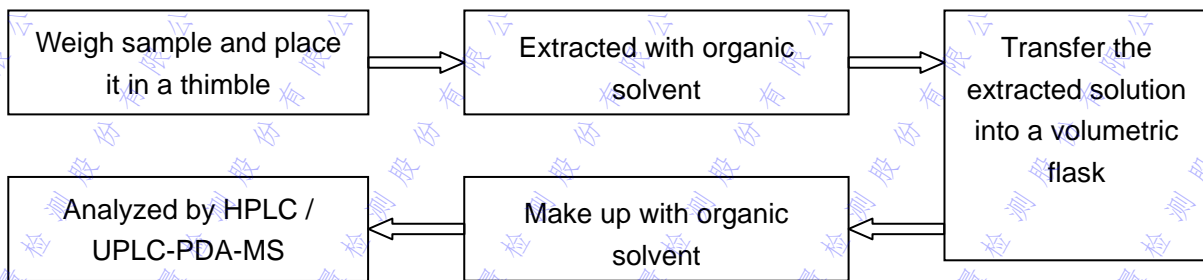 Weigh sample and place
it in a thimble
Extracted with organic
solvent
Transfer the
extracted solution
into a volumetric
flask
Make up with organic
solvent
Analyzed by HPLC /
UPLC-PDA-MS